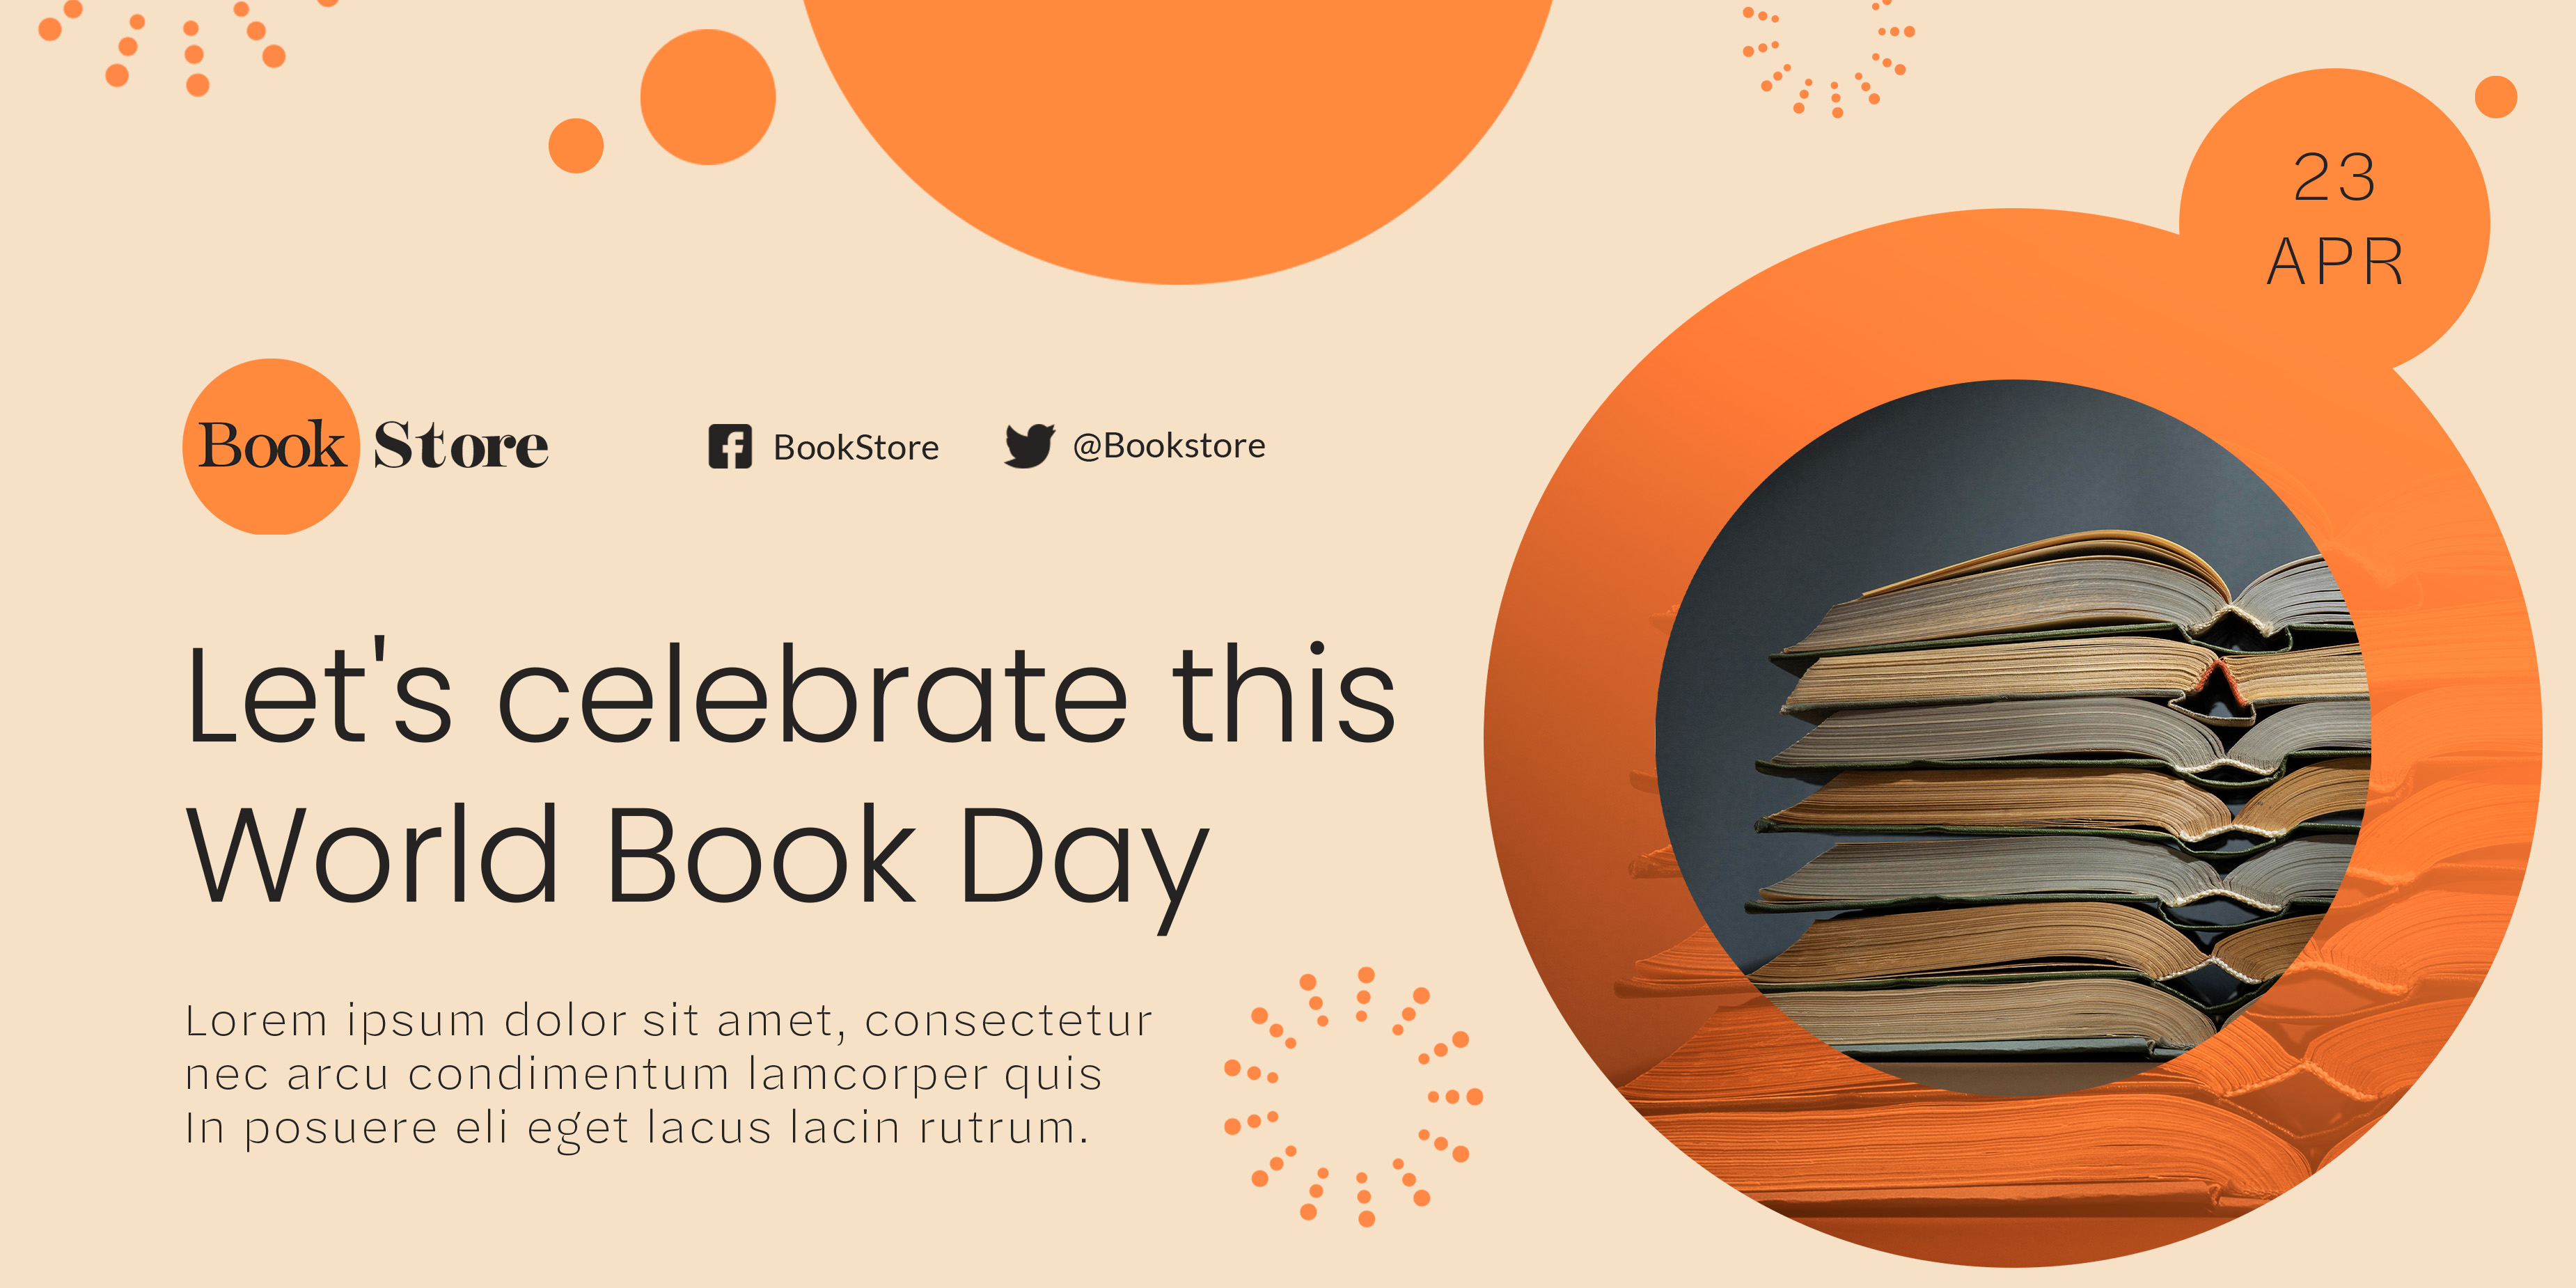 23
APR
Book Store
BookStore
@Bookstore
Let's celebrate this
World Book Day
Lorem ipsum dolor sit amet, consectetur
nec arcu condimentum lamcorper quis
In posuere eli eget lacus lacin rutrum.